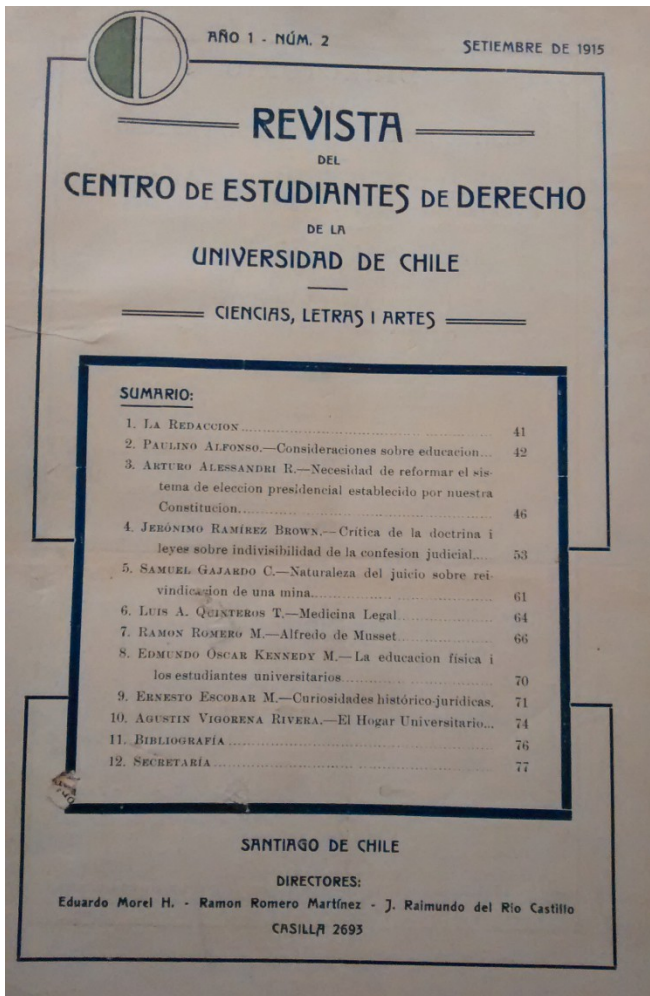 AÑO 1 - NÚM. 2
SETIEMBRE DE 1915
REVISTA
DEL
CENTRO DE ESTUDIANTES DE DERECHO
DE LA
UNIVERSIDAD DE CHILE
CIENCIAS, LETRAS I ARTES
SUMARIO:
1. LA REDACCION 41
2. PAULINO ALFONSO.—Consideraciones sobre educacion... 42
3. ARTURO ALESSANDRI R.—Necesidad de reformar el sis-
tema de eleccion presidencial establecido por nuestra
Constitucion 46
4. JERÓNIMO RAMÍREZ BROWN.—Crítica de la doctrina i
leyes sobre indivisibilidad de la confesion judicial.... 53
5. SAMUEL GAJARDO C.—Naturaleza del juicio sobre rei-
vindicacion de una mina 61
6. LUIS A. QUINTEROS T.—Medicina Legal 64
7. RAMON ROMERO M.—Alfredo de Musset 66
8. EDMUNDO ÓSCAR KENNEDY M.—La educacion física i
los estudiantes universitarios 70
9. ERNESTO ESCOBAR M.—Curiosidades histórico-jurídicas. 71
10. AGUSTIN VIGORENA RIVERA.—El Hogar Universitario... 74
11. BIBLIOGRAFÍA 76
12. SECRETARÍA 77
SANTIAGO DE CHILE
DIRECTORES:
Eduardo Morel H. - Ramon Romero Martínez - J. Raimundo del Rio Castillo
CASILLA 2693